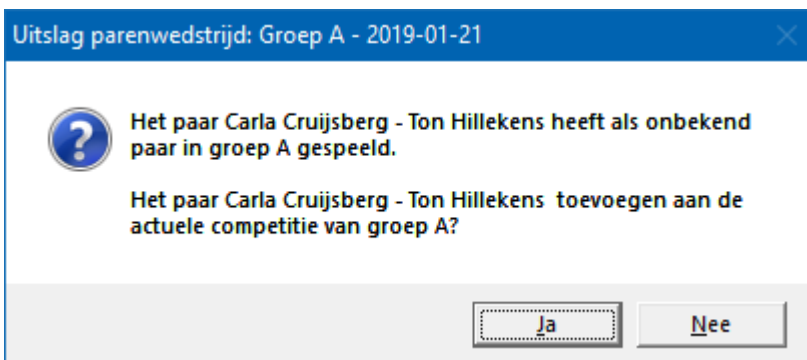 Uitslag parenwedstrijd: Groep A - 2019-01-21
Het paar Carla Cruijsberg - Ton Hillekens heeft als onbekend
paar in groep A gespeeld.
Het paar Carla Cruijsberg - Ton Hillekens  toevoegen aan de
actuele competitie van groep A?
Ja
Nee